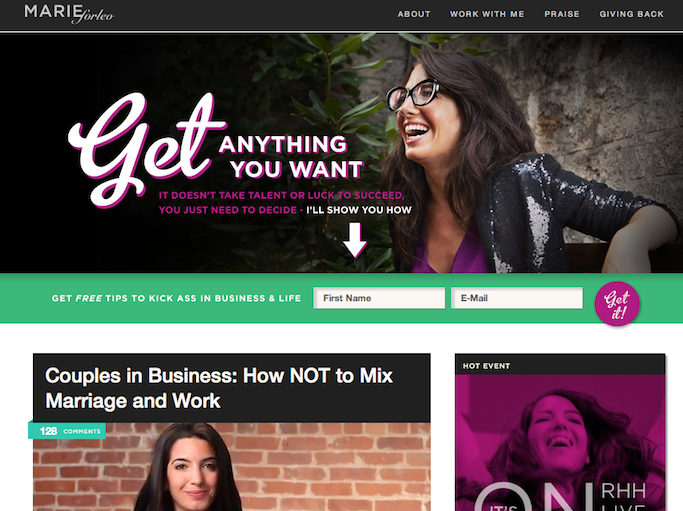 MARIE forleo
ABOUT WORK WITH ME PRAISE GIVING BACK
Get ANYTHING
YOU WANT
IT DOESN'T TAKE TALENT OR LUCK TO SUCCEED,
YOU JUST NEED TO DECIDE - I'LL SHOW YOU HOW
GET FREE TIPS TO KICK ASS IN BUSINESS & LIFE
First Name
E-Mail
Get
it!
Couples in Business: How NOT to Mix
Marriage and Work
128 COMMENTS
HOT EVENT
IT'S
ON
RHH
LIVE